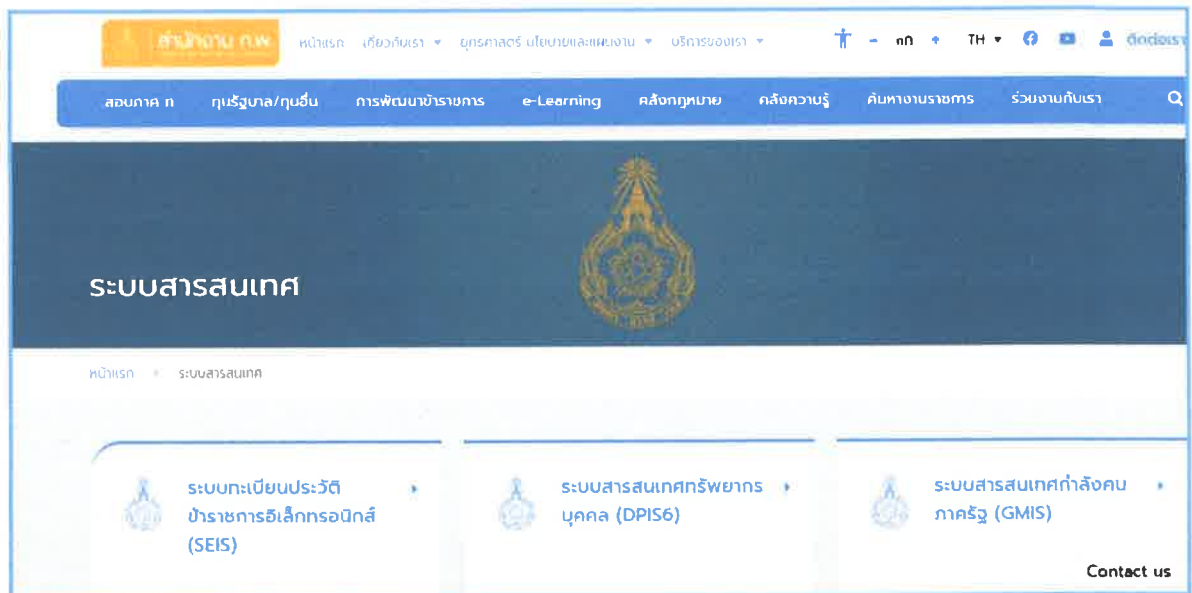 สำนักงาน ก.พ. หน้าแรก เกี่ยวกับเรา ยุทธศาสตร์ นโยบายและแผนงาน บริการของเรา - กก + TH ติดต่อเรา
สอบภาค ก ทุนรัฐบาล/ทุนอื่น การพัฒนาข้าราชการ e-Learning คลังกฎหมาย คลังความรู้ ค้นหางานราชการ ร่วมงานกับเรา
ระบบสารสนเทศ
หน้าแรก ระบบสารสนเทศ
ระบบทะเบียนประวัติ
ข้าราชการอิเล็กทรอนิกส์
(SEIS)
ระบบสารสนเทศทรัพยากร
บุคคล (DPIS6)
ระบบสารสนเทศกำลังคน
ภาครัฐ (GMIS)
Contact us